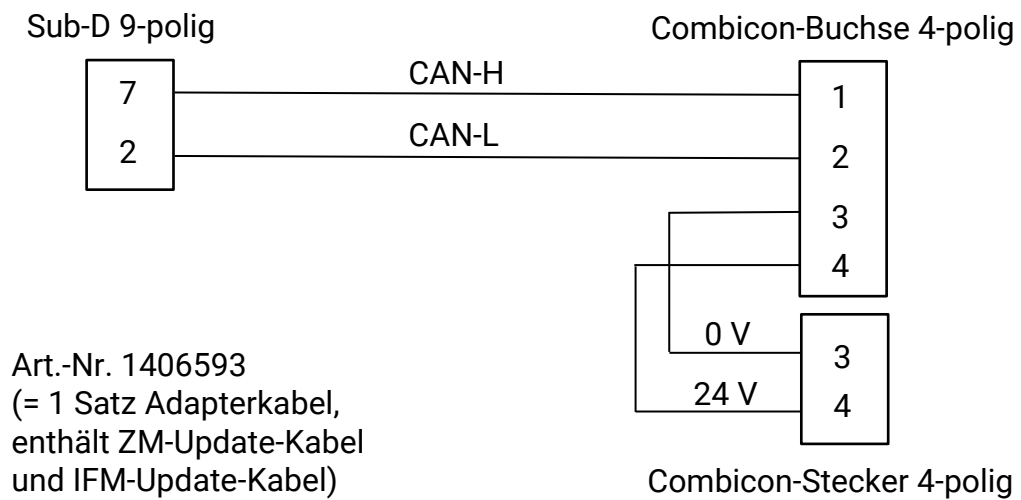 Sub-D 9-polig
Combicon-Buchse 4-polig
7
CAN-H
1
2
CAN-L
2
3
4
0 V
3
24 V
4
Art.-Nr. 1406593
(= 1 Satz Adapterkabel,
enthält ZM-Update-Kabel
und IFM-Update-Kabel)
Combicon-Stecker 4-polig